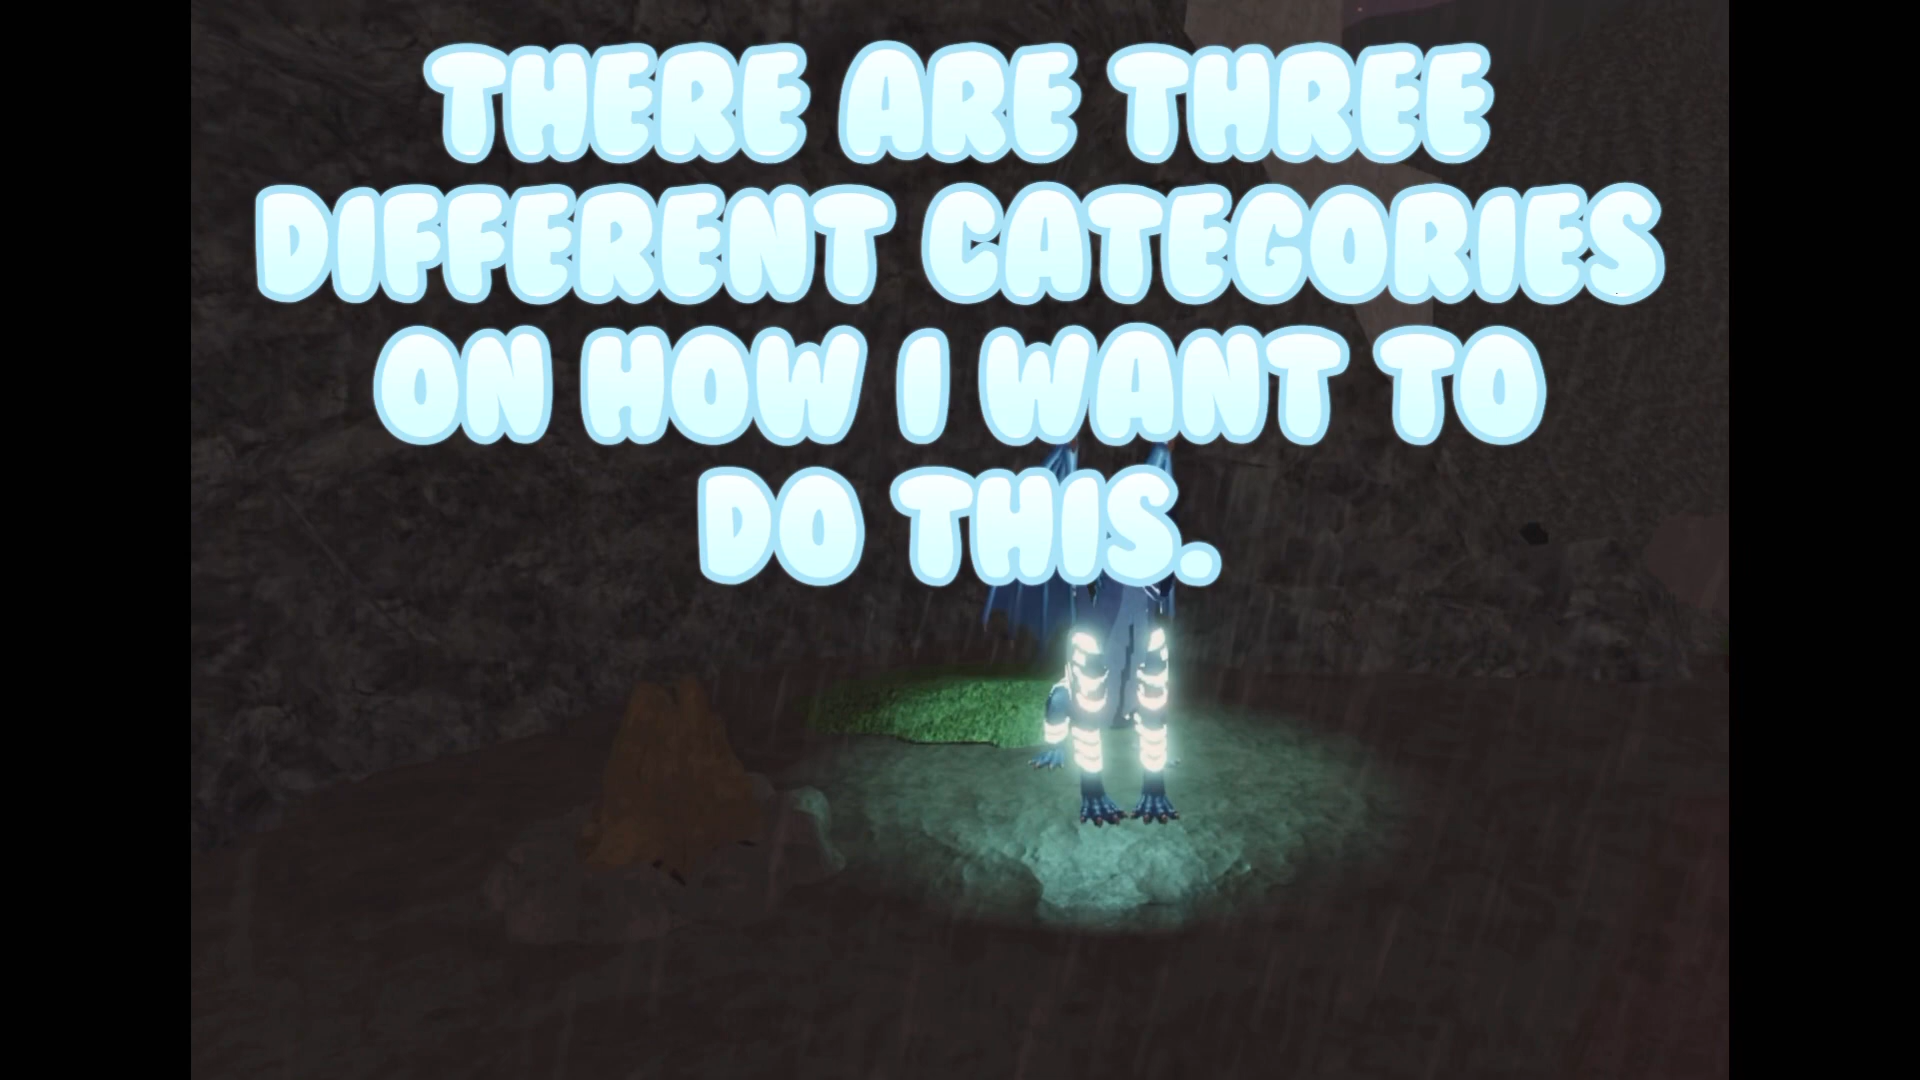 THERE ARE THREE
DIFFERENT CATEGORIES
ON HOW I WANT TO
DO THIS.